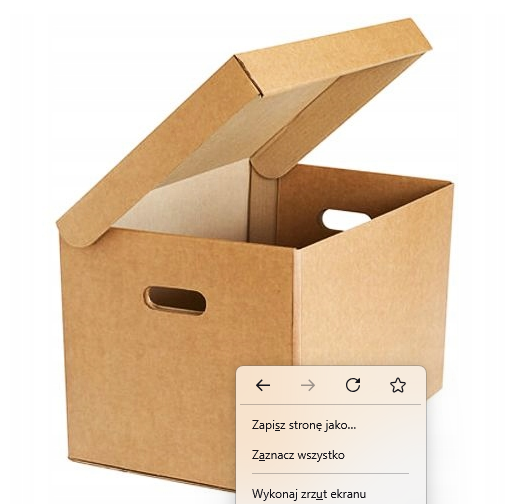 Zapisz stronę jako...
Zaznacz wszystko
Wykonaj zrzut ekranu